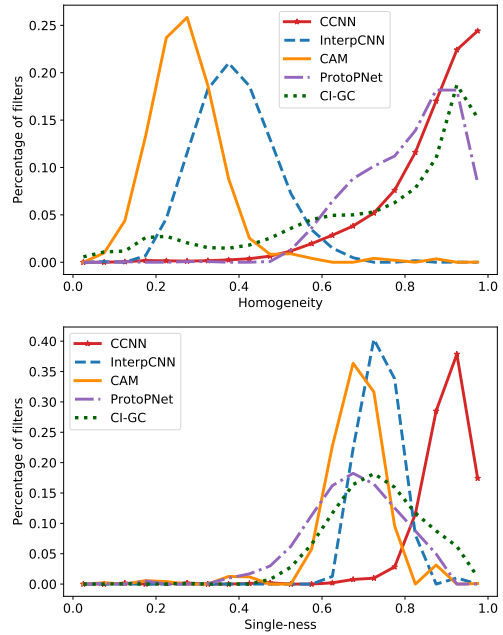 0.25
0.20
0.15
0.10
0.05
0.00
Percentage of filters
CCNN
InterpCNN
CAM
ProtoPNet
CI-GC
0.0 0.2 0.4 0.6 0.8 1.0
Homogeneity
0.40
0.35
0.30
0.25
0.20
0.15
0.10
0.05
0.00
Percentage of filters
CCNN
InterpCNN
CAM
ProtoPNet
CI-GC
0.0 0.2 0.4 0.6 0.8 1.0
Single-ness